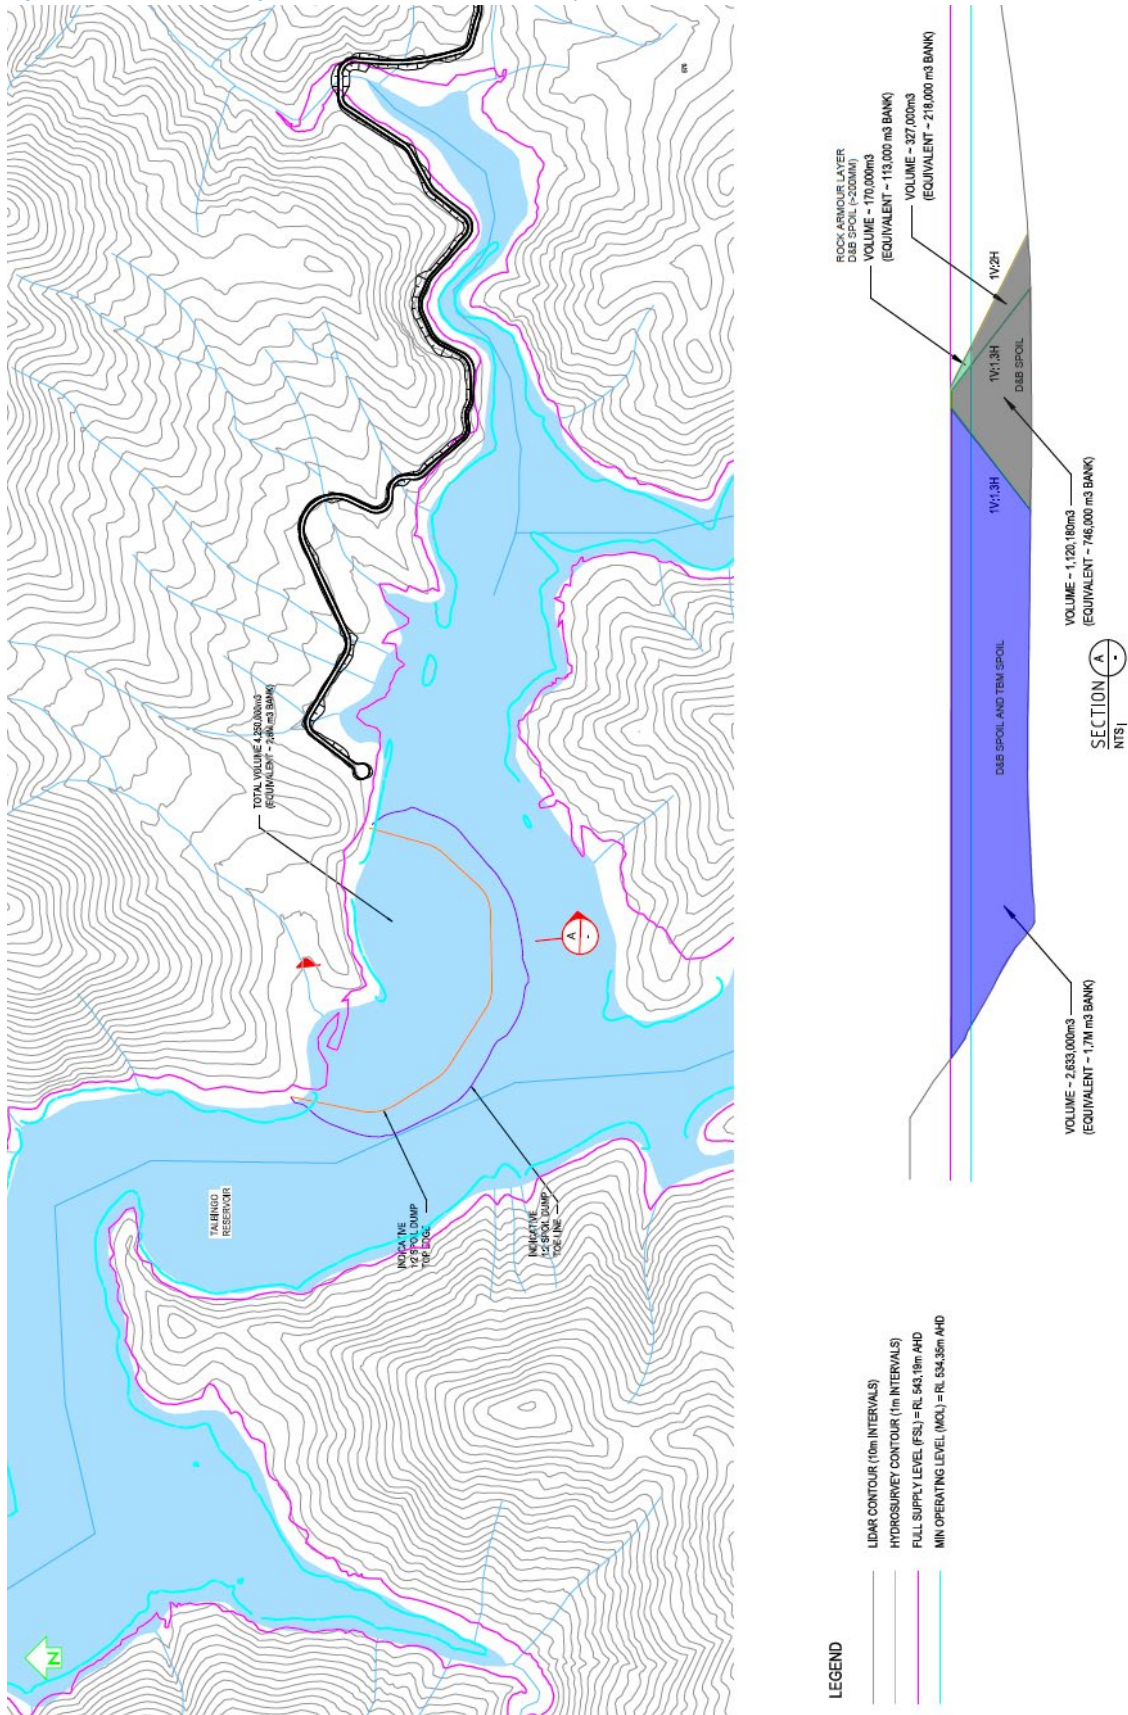 TOTAL VOLUME 4,250,000m3
(EQUIVALENT ~ 2,8M m3 BANK)
A
-
TALBINGO
RESERVOIR
INDICATIVE
1:2 SPOIL DUMP
TOP EDGE
INDICATIVE
1:2 SPOIL DUMP
TOE-LINE
N
ROCK ARMOUR LAYER
D&B SPOIL (>200MM)
VOLUME ~ 170,000m3
(EQUIVALENT ~ 113,000 m3 BANK)
VOLUME ~ 327,000m3
(EQUIVALENT ~ 218,000 m3 BANK)
1V:2H
1V:1,3H
D&B SPOIL
1V:1,3H
D&B SPOIL AND TBM SPOIL
VOLUME ~ 1,120,180m3
(EQUIVALENT ~ 746,000 m3 BANK)
VOLUME ~ 2,633,000m3
(EQUIVALENT ~ 1,7M m3 BANK)
SECTION A
-
NTS
LEGEND
LIDAR CONTOUR (10m INTERVALS)
HYDROSURVEY CONTOUR (1m INTERVALS)
FULL SUPPLY LEVEL (FSL) = RL 543,19m AHD
MIN OPERATING LEVEL (MOL) = RL 534,35m AHD